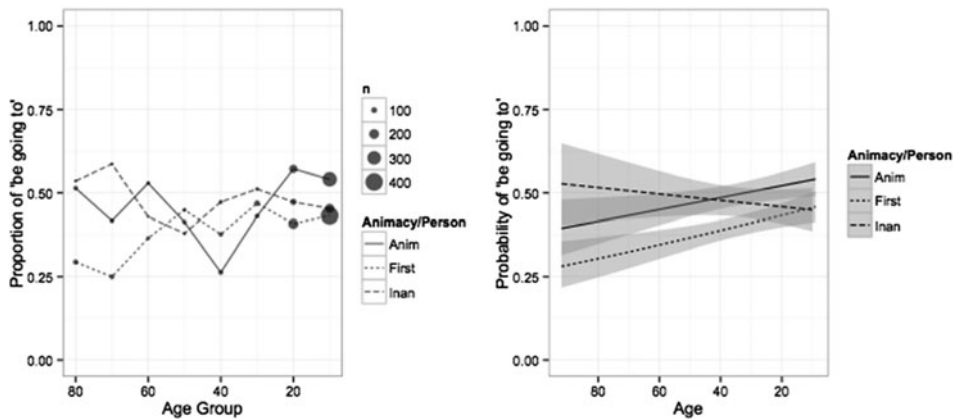 Proportion of 'be going to'
1.00
0.75
0.50
0.25
0.00
80 60 40 20
Age Group
n
100
200
300
400
Animacy/Person
Anim
First
Inan
Probability of 'be going to'
1.00
0.75
0.50
0.25
0.00
80 60 40 20
Age
Animacy/Person
Anim
First
Inan